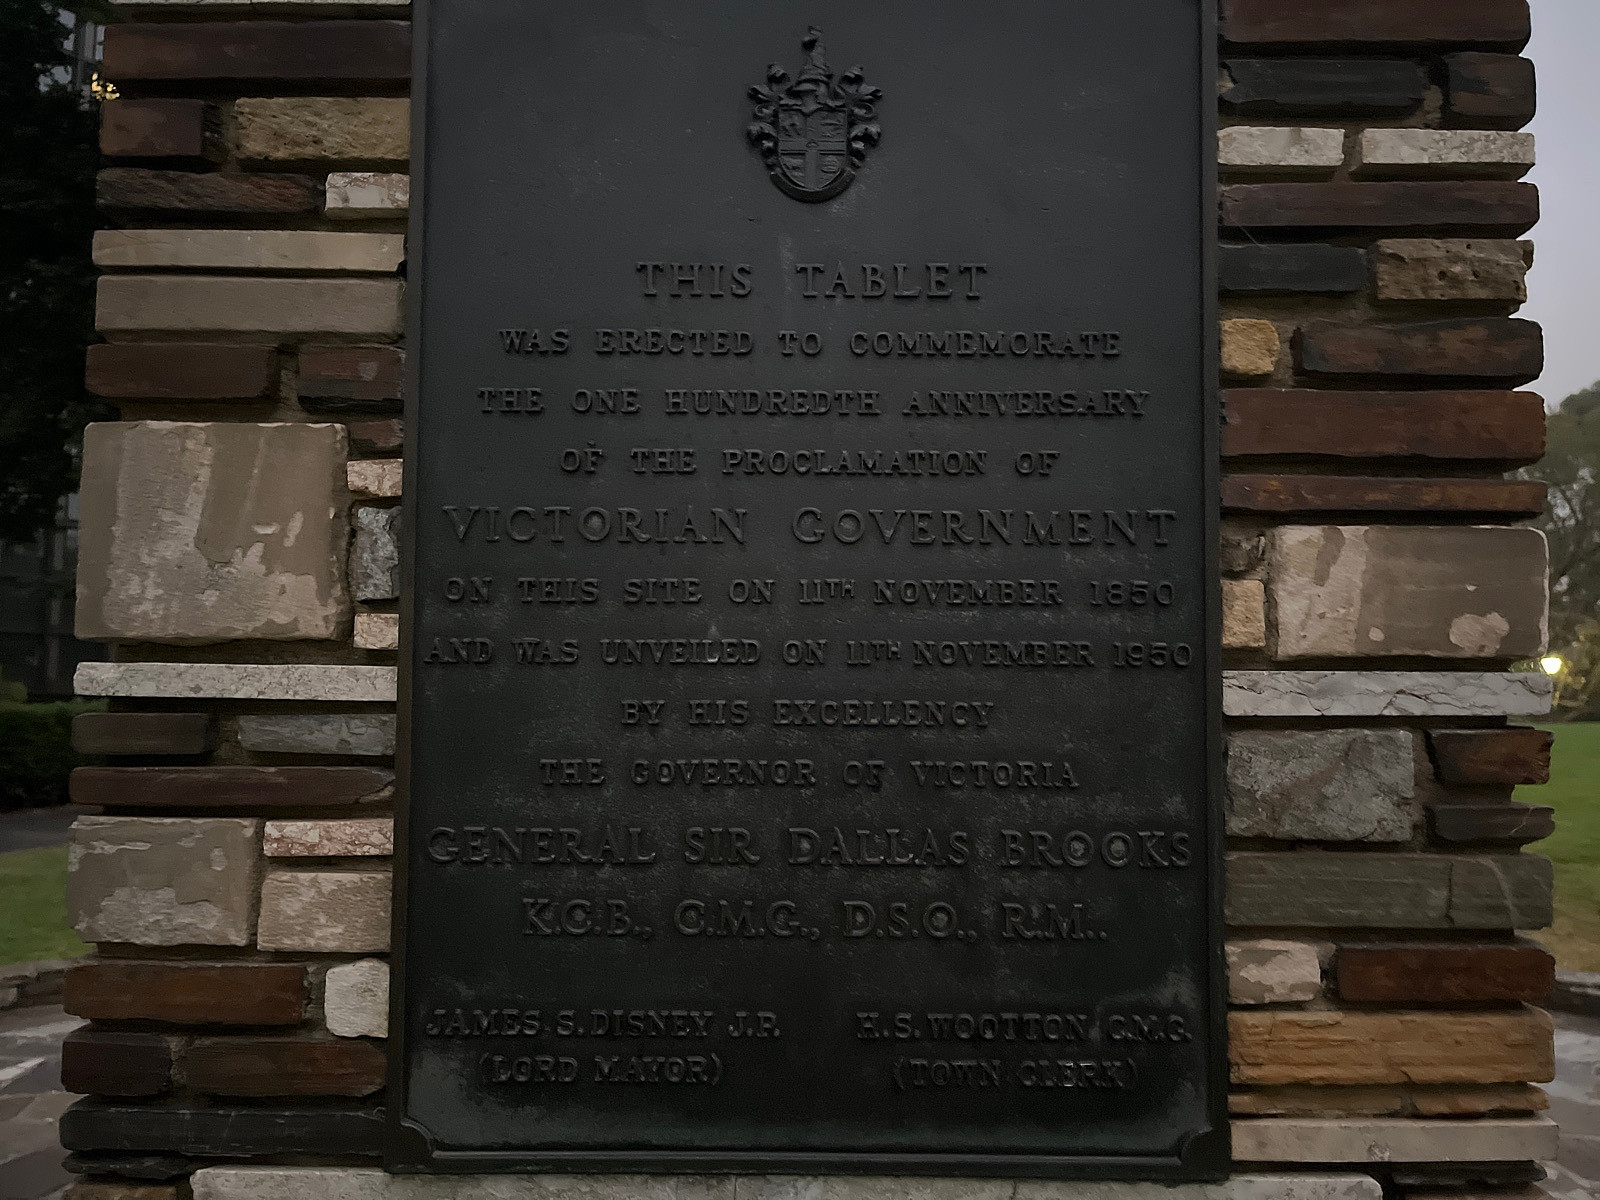 THIS TABLET
WAS ERECTED TO COMMEMORATE
THE ONE HUNDREDTH ANNIVERSARY
OF THE PROCLAMATION OF
VICTORIAN GOVERNMENT
ON THIS SITE ON 11TH NOVEMBER 1850
AND WAS UNVEILED ON 11TH NOVEMBER 1950
BY HIS EXCELLENCY
THE GOVERNOR OF VICTORIA
GENERAL SIR DALLAS BROOKS
K.C.B., C.M.G., D.S.O., R.M..
JAMES. S. DISNEY J.P. H.S. WOOTTON C.M.G.
(LORD MAYOR) (TOWN CLERK)